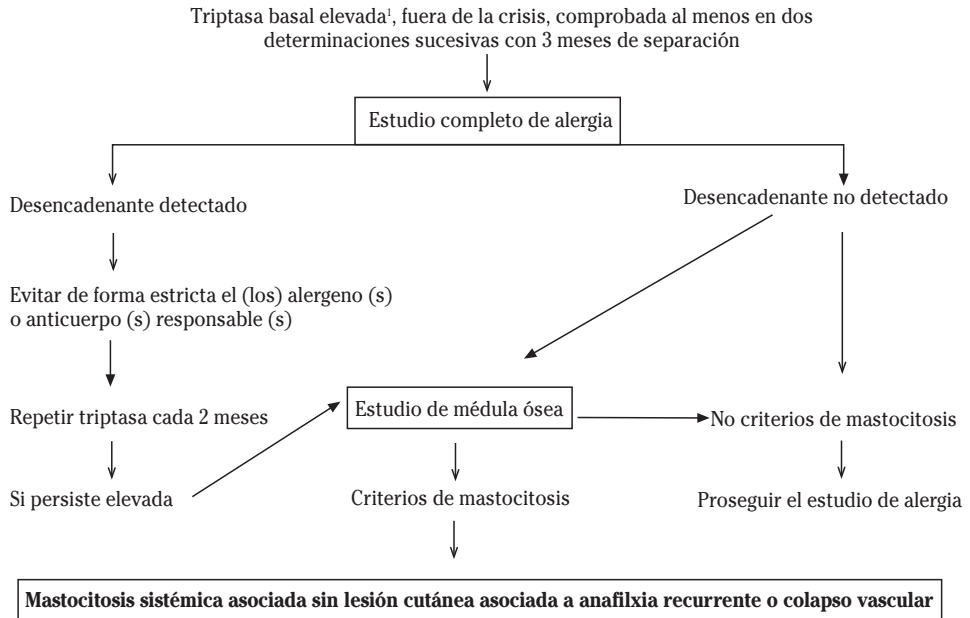 Triptasa basal elevada¹, fuera de la crisis, comprobada al menos en dos
determinaciones sucesivas con 3 meses de separación
Estudio completo de alergia
Desencadenante detectado
Desencadenante no detectado
Evitar de forma estricta el (los) alergeno (s)
o anticuerpo (s) responsable (s)
Repetir triptasa cada 2 meses
Estudio de médula ósea
No criterios de mastocitosis
Si persiste elevada
Criterios de mastocitosis
Proseguir el estudio de alergia
Mastocitosis sistémica asociada sin lesión cutánea asociada a anafilxia recurrente o colapso vascular